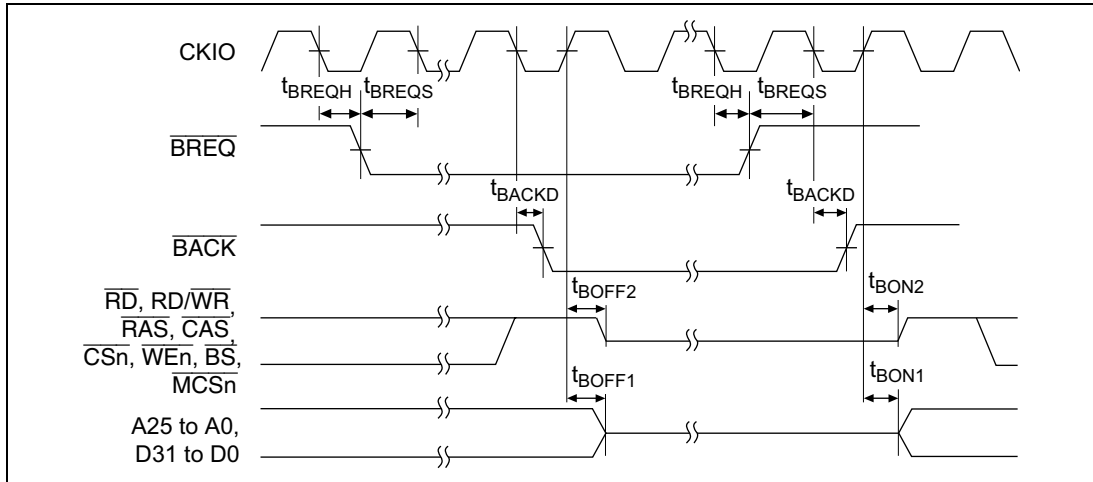 CKIO
tBREQH tBREQS tBREQH tBREQS
BREQ
tBACKD tBACKD
BACK
RD, RD/WR,
RAS, CAS,
CSn, WEn, BS,
MCSn
tBOFF2 tBON2
tBOFF1 tBON1
A25 to A0,
D31 to D0